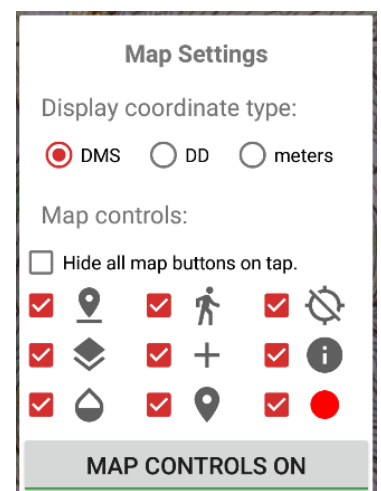 Map Settings
Display coordinate type:
DMS DD meters
Map controls:
Hide all map buttons on tap.
MAP CONTROLS ON